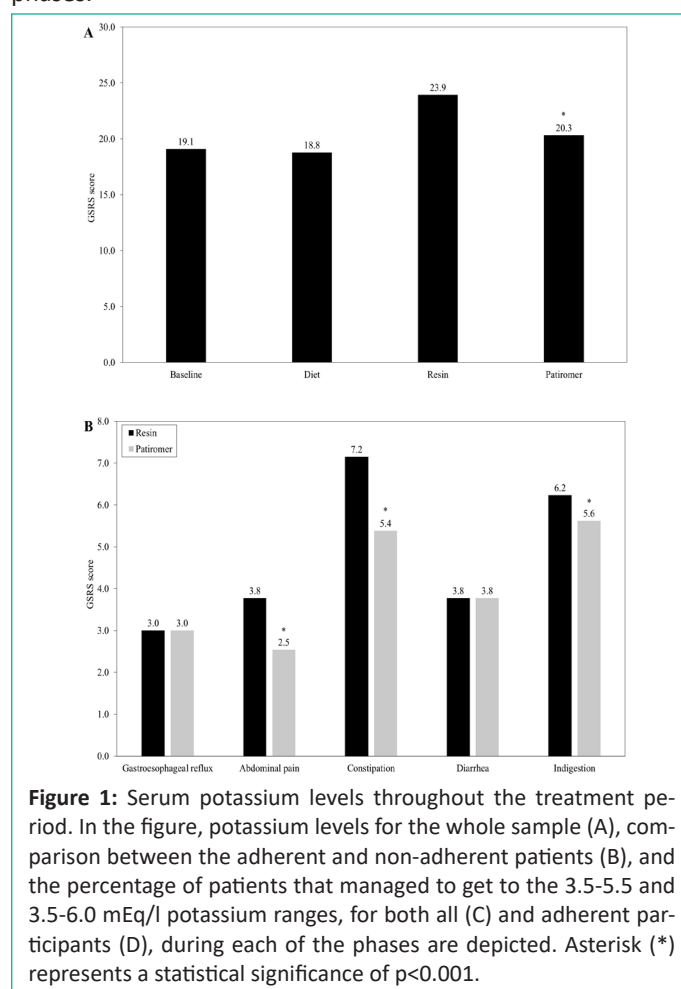 phases.
A
30.0
25.0
20.0
15.0
10.0
5.0
0.0
GSRS score
19.1
18.8
23.9
*
20.3
Baseline Diet Resin Patiromer
B
8.0
7.0
6.0
5.0
4.0
3.0
2.0
1.0
0.0
GSRS score
Resin
Patiromer
3.0 3.0
3.8
*
2.5
7.2
*
5.4
3.8 3.8
6.2
*
5.6
Gastroesophageal reflux Abdominal pain Constipation Diarrhea Indigestion
Figure 1: Serum potassium levels throughout the treatment pe-
riod. In the figure, potassium levels for the whole sample (A), com-
parison between the adherent and non-adherent patients (B), and
the percentage of patients that managed to get to the 3.5-5.5 and
3.5-6.0 mEq/l potassium ranges, for both all (C) and adherent par-
ticipants (D), during each of the phases are depicted. Asterisk (*)
represents a statistical significance of p<0.001.